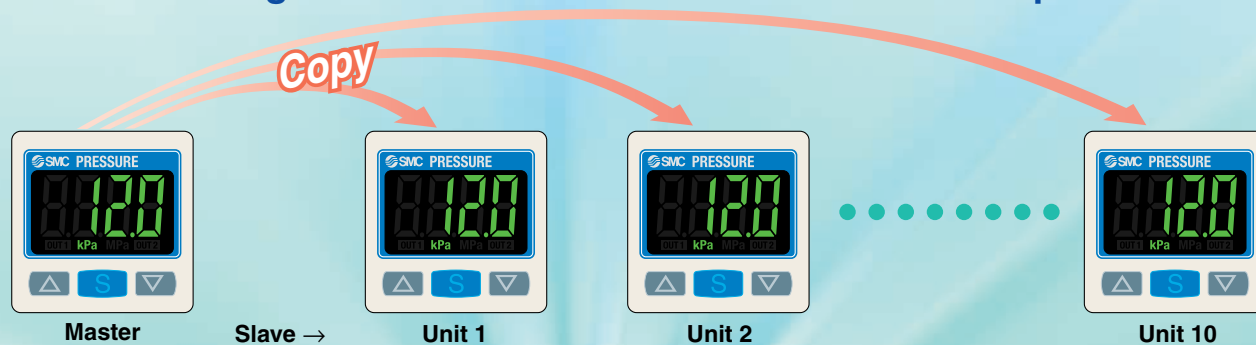 Copy
SMC PRESSURE
12.0
OUT1 kPa MPa OUT2
S
Master
Slave →
SMC PRESSURE
12.0
OUT1 kPa MPa OUT2
S
Unit 1
SMC PRESSURE
12.0
OUT1 kPa MPa OUT2
S
Unit 2
SMC PRESSURE
12.0
OUT1 kPa MPa OUT2
S
Unit 10